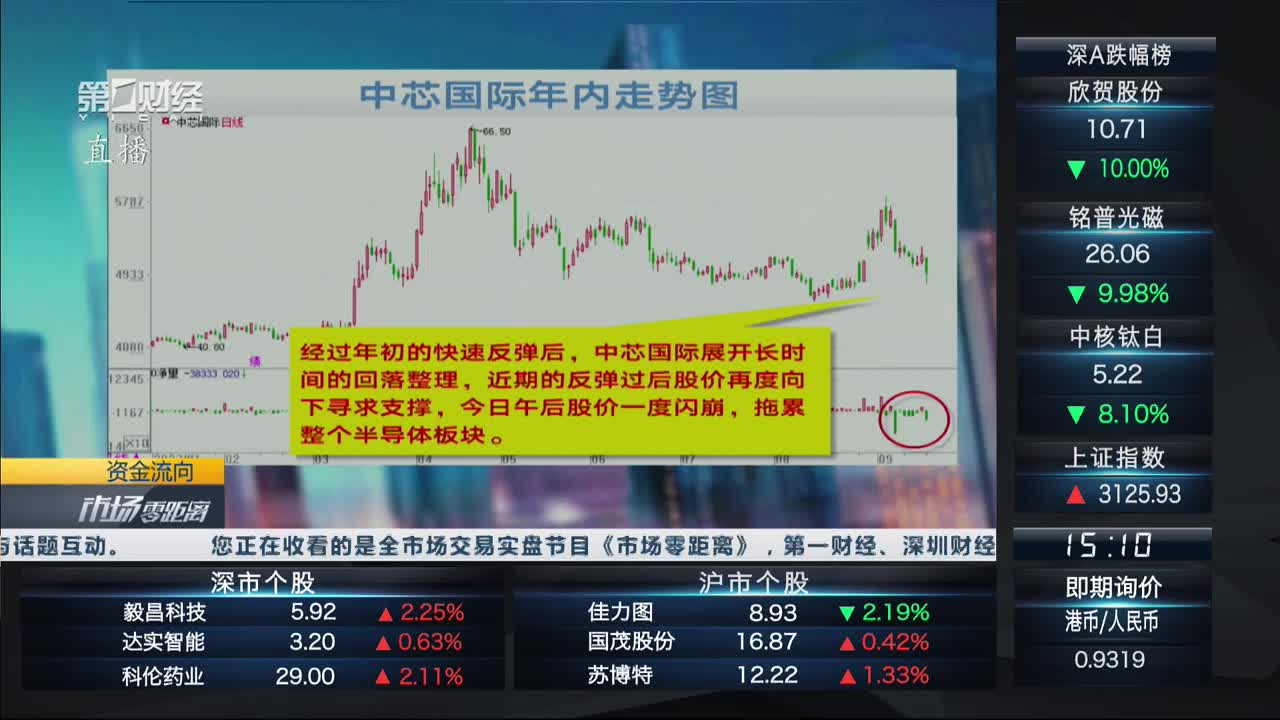 第一财经
YICAI
直播
中芯国际年内走势图
中芯国际日线
6650
66.50
5787
4933
4080
40.80
经过年初的快速反弹后，中芯国际展开长时
间的回落整理，近期的反弹过后股价再度向
下寻求支撑，今日午后股价一度闪崩，拖累
整个半导体板块。
净量 -38333 020↓
12345
-1167
X10
02 03 04 05 06 07 08 09
资金流向
市场零距离
与话题互动。 您正在收看的是全市场交易实盘节目《市场零距离》，第一财经、深圳财经
深市个股
毅昌科技 5.92 ▲ 2.25%
达实智能 3.20 ▲ 0.63%
科伦药业 29.00 ▲ 2.11%
沪市个股
佳力图 8.93 ▼ 2.19%
国茂股份 16.87 ▲ 0.42%
苏博特 12.22 ▲ 1.33%
深A跌幅榜
欣贺股份
10.71
▼ 10.00%
铭普光磁
26.06
▼ 9.98%
中核钛白
5.22
▼ 8.10%
上证指数
▲ 3125.93
15:10
即期询价
港币/人民币
0.9319